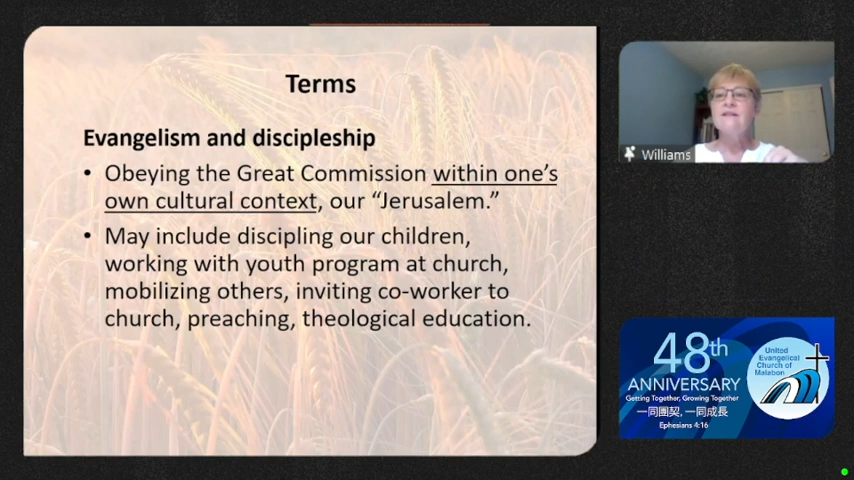 Terms
Evangelism and discipleship
• Obeying the Great Commission within one's
own cultural context, our “Jerusalem.”
• May include discipling our children,
working with youth program at church,
mobilizing others, inviting co-worker to
church, preaching, theological education.
Williams
48th
ANNIVERSARY
Getting Together, Growing Together
一同團契, 一同成長
Ephesians 4:16
United
Evangelical
Church of
Malabon